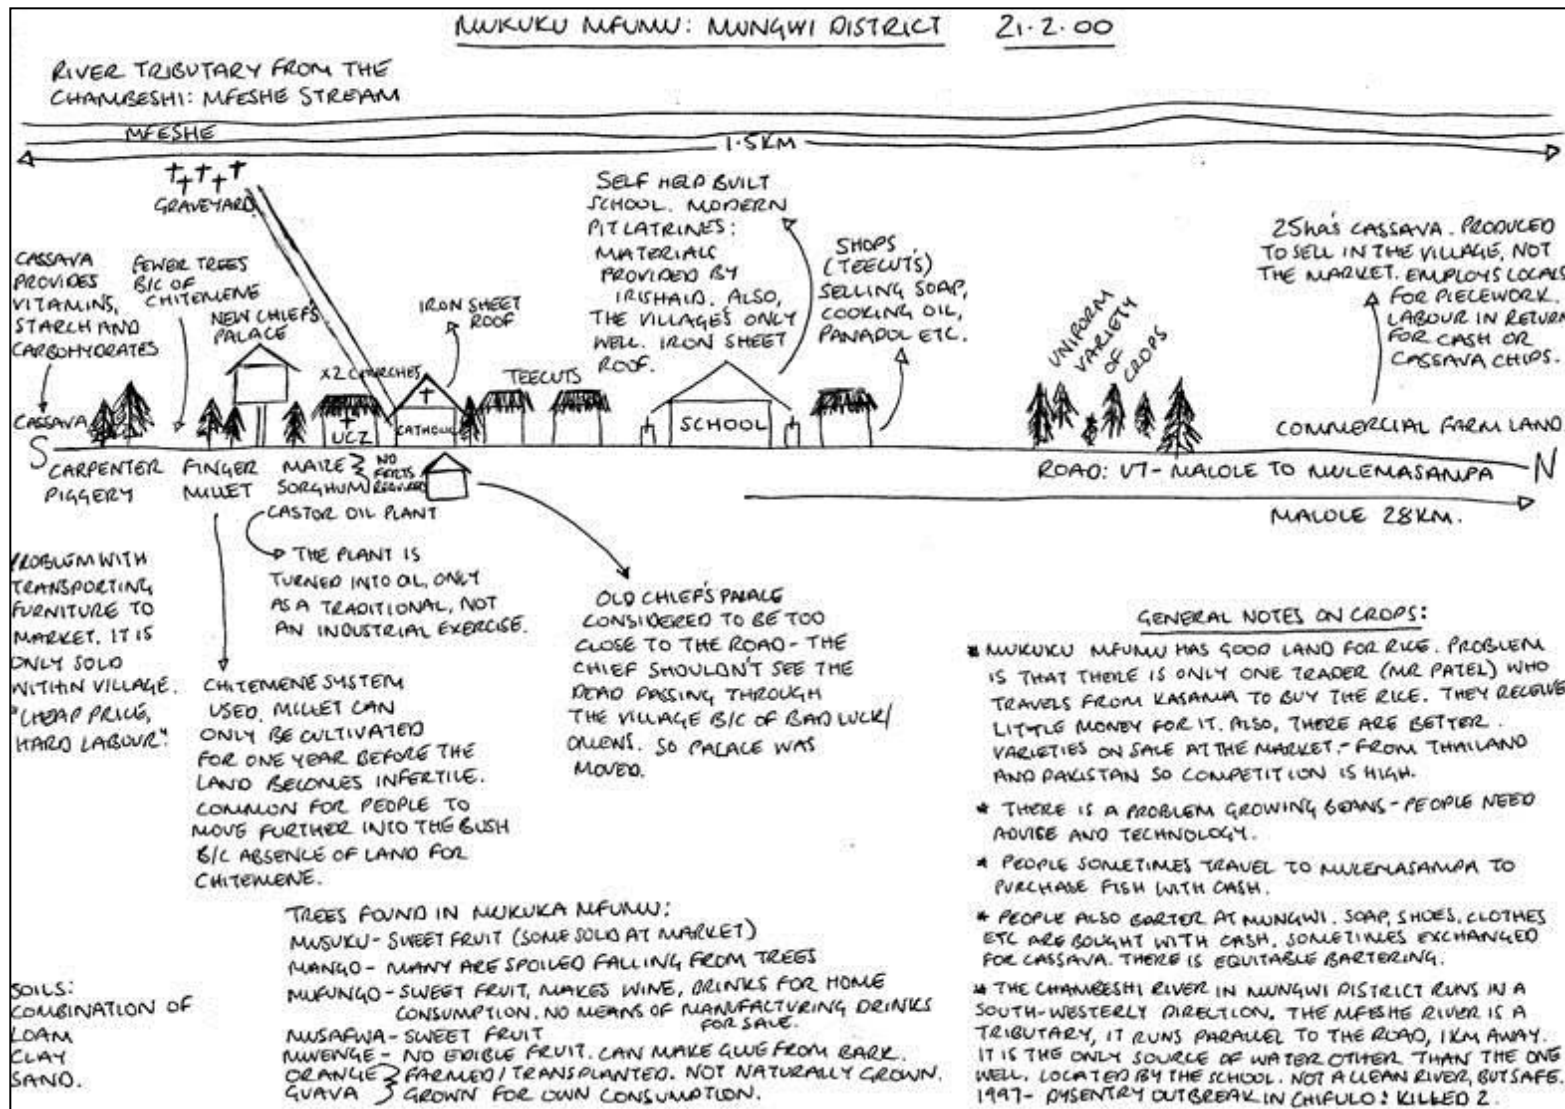 MUKUKU MFUMU: MUNGWI DISTRICT 21.2.00
RIVER TRIBUTARY FROM THE
CHAMBESHI: MFESHE STREAM
MFESHE
1.5KM
GRAVEYARD
CASSAVA
PROVIDES
VITAMINS,
STARCH AND
CARBOHYDRATES
FEWER TREES
B/C OF
CHITEMENE
NEW CHIEF'S
PALACE
X2 CHURCHES
IRON SHEET
ROOF
TEECUTS
SELF HELP BUILT
SCHOOL. MODERN
PIT LATRINES:
MATERIALS
PROVIDED BY
IRISHAID. ALSO,
THE VILLAGE'S ONLY
WELL. IRON SHEET
ROOF.
SHOPS
(TEECUTS)
SELLING SOAP,
COOKING OIL,
PANADOL ETC.
UNIFORM
VARIETY
OF
CROPS
25ha's CASSAVA. PRODUCED
TO SELL IN THE VILLAGE, NOT
THE MARKET. EMPLOYS LOCALS
FOR PIECEWORK.
LABOUR IN RETURN
FOR CASH OR
CASSAVA CHIPS.
CASSAVA
UCZ
CATHOLIC
SCHOOL
COMMERCIAL FARM LAND
S
N
CARPENTER
PIGGERY
FINGER
MILLET
MAIZE
SORGHUM
NO
FERTS
REQUIRED
CASTOR OIL PLANT
ROAD: U7 - MALOLE TO MULEMASAMPA
MALOLE 28KM.
THE PLANT IS
TURNED INTO OIL, ONLY
AS A TRADITIONAL, NOT
AN INDUSTRIAL EXERCISE.
PROBLEM WITH
TRANSPORTING
FURNITURE TO
MARKET. IT IS
ONLY SOLD
WITHIN VILLAGE.
"CHEAP PRICE,
HARD LABOUR".
CHITEMENE SYSTEM
USED. MILLET CAN
ONLY BE CULTIVATED
FOR ONE YEAR BEFORE THE
LAND BECOMES INFERTILE.
COMMON FOR PEOPLE TO
MOVE FURTHER INTO THE BUSH
B/C ABSENCE OF LAND FOR
CHITEMENE.
OLD CHIEF'S PALACE
CONSIDERED TO BE TOO
CLOSE TO THE ROAD - THE
CHIEF SHOULDN'T SEE THE
DEAD PASSING THROUGH
THE VILLAGE B/C OF BAD LUCK/
OMENS. SO PALACE WAS
MOVED.
GENERAL NOTES ON CROPS:
* MUKUKU MFUMU HAS GOOD LAND FOR RICE. PROBLEM
IS THAT THERE IS ONLY ONE TRADER (MR PATEL) WHO
TRAVELS FROM KASAMA TO BUY THE RICE. THEY RECEIVE
LITTLE MONEY FOR IT. ALSO, THERE ARE BETTER
VARIETIES ON SALE AT THE MARKET - FROM THAILAND
AND PAKISTAN SO COMPETITION IS HIGH.
* THERE IS A PROBLEM GROWING BEANS - PEOPLE NEED
ADVISE AND TECHNOLOGY.
* PEOPLE SOMETIMES TRAVEL TO MULEMASAMPA TO
PURCHASE FISH WITH CASH.
* PEOPLE ALSO BARTER AT MUNGWI. SOAP, SHOES, CLOTHES
ETC ARE BOUGHT WITH CASH. SOMETIMES EXCHANGED
FOR CASSAVA. THERE IS EQUITABLE BARTERING.
* THE CHAMBESHI RIVER IN MUNGWI DISTRICT RUNS IN A
SOUTH-WESTERLY DIRECTION. THE MFESHE RIVER IS A
TRIBUTARY, IT RUNS PARALLEL TO THE ROAD, 1KM AWAY.
IT IS THE ONLY SOURCE OF WATER OTHER THAN THE ONE
WELL. LOCATED BY THE SCHOOL. NOT A CLEAN RIVER, BUT SAFE.
1997 - DYSENTRY OUTBREAK IN CHIFULO: KILLED 2.
TREES FOUND IN MUKUKA MFUMU:
MUSUKU - SWEET FRUIT (SOME SOLD AT MARKET)
MANGO - MANY ARE SPOILED FALLING FROM TREES
MUFUNGO - SWEET FRUIT, MAKES WINE, DRINKS FOR HOME
CONSUMPTION. NO MEANS OF MANUFACTURING DRINKS
FOR SALE.
MUSAFWA - SWEET FRUIT
MWENGE - NO EDIBLE FRUIT. CAN MAKE GLUE FROM BARK.
ORANGE } FARMED / TRANSPLANTED. NOT NATURALLY GROWN.
GUAVA } GROWN FOR OWN CONSUMPTION.
SOILS:
COMBINATION OF
LOAM
CLAY
SAND.